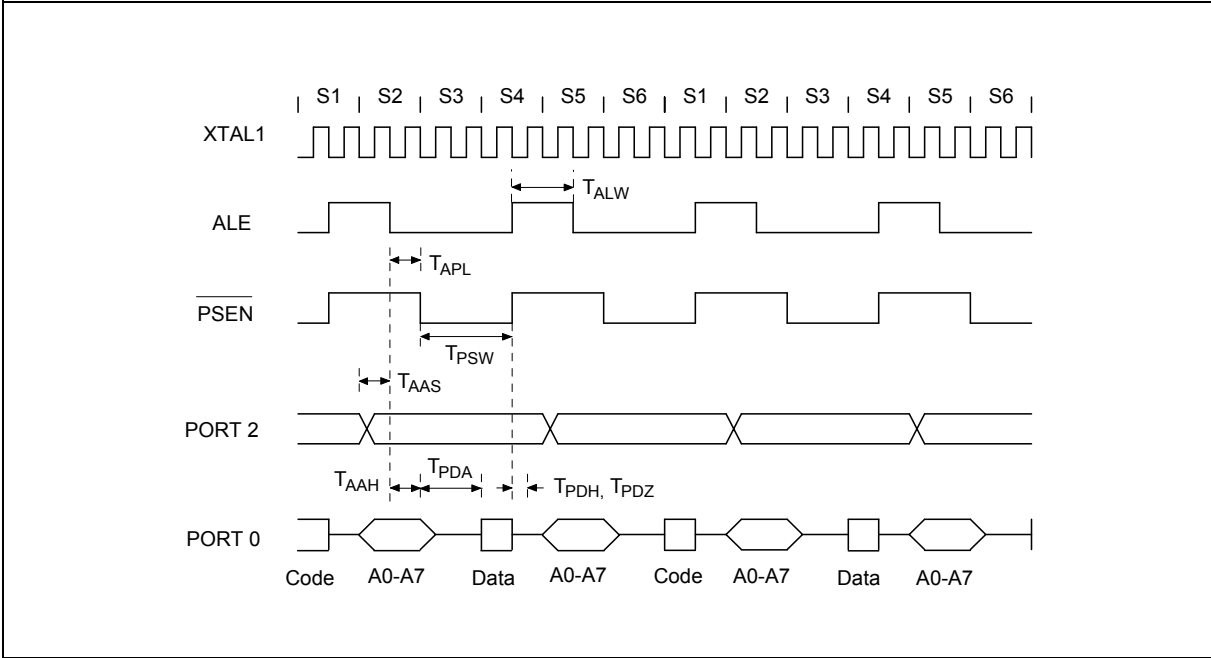 S1 S2 S3 S4 S5 S6 S1 S2 S3 S4 S5 S6
XTAL1
TALW
ALE
TAPL
PSEN
TPSW
TAAS
PORT 2
TAAH TPDA TPDH, TPDZ
PORT 0
Code A0-A7 Data A0-A7 Code A0-A7 Data A0-A7